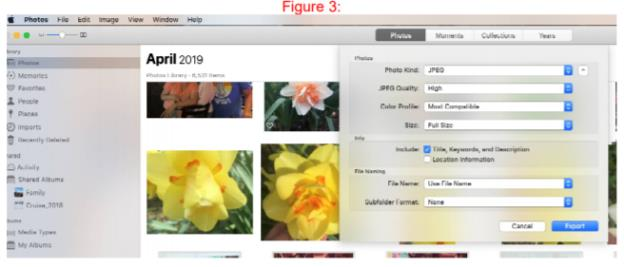 Figure 3:
Photos File Edit Image View Window Help
Photos Moments Collections Years
Library
Photos
Memories
Favorites
People
Places
Imports
Recently Deleted
Shared
Activity
Shared Albums
Family
Cruise_2018
Albums
Media Types
My Albums
April 2019
Photos Library - 8,531 Items
Photos
Photo Kind: JPEG
JPEG Quality: High
Color Profile: Most Compatible
Size: Full Size
Info
Include: Title, Keywords, and Description
Location Information
File Naming
File Name: Use File Name
Subfolder Format: None
Cancel Export